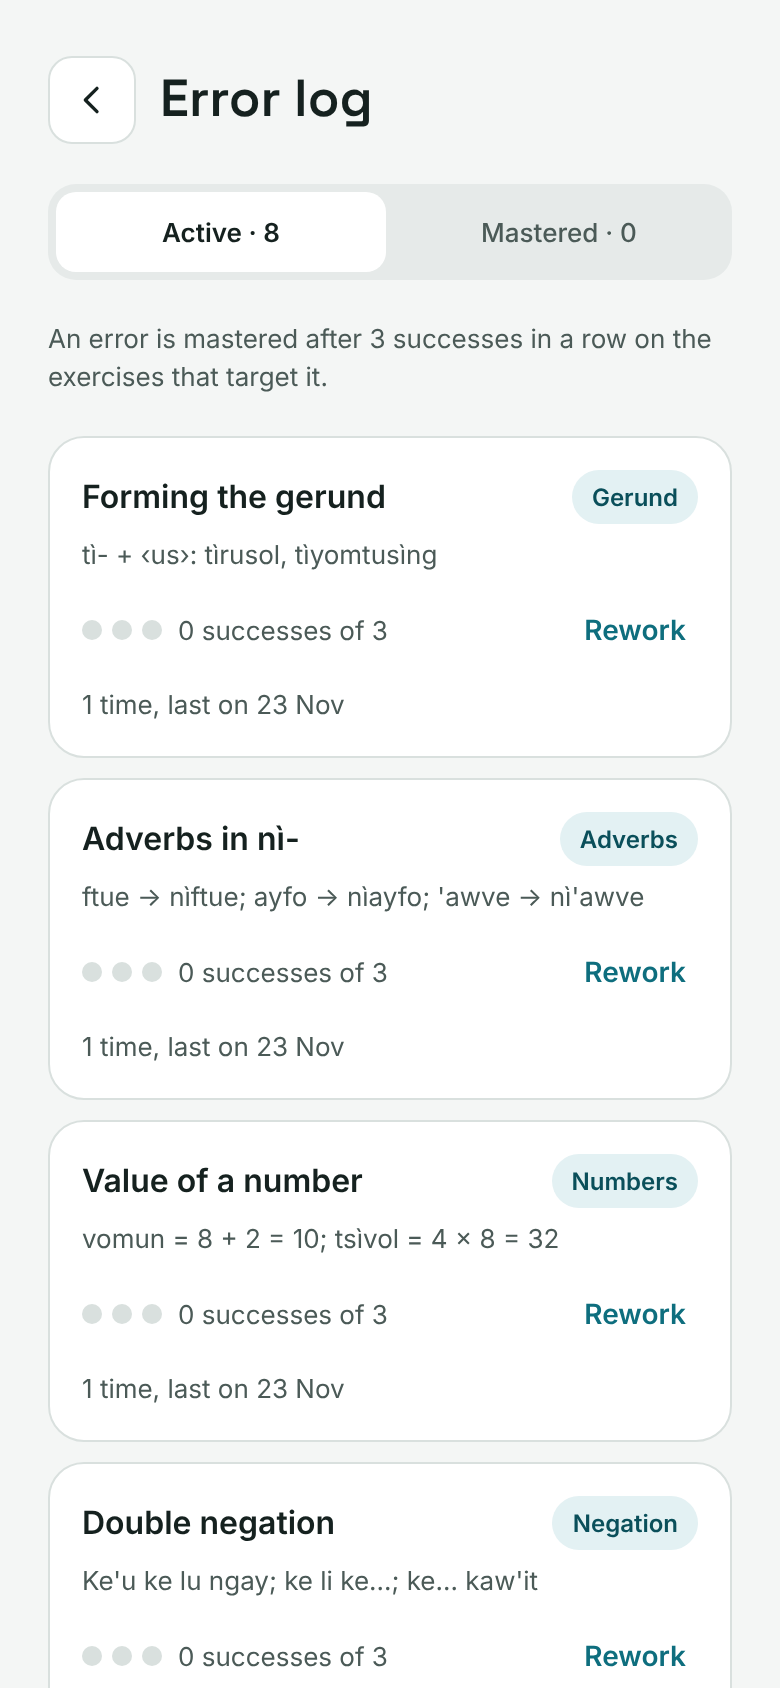 Error log
Active · 8
Mastered · 0
An error is mastered after 3 successes in a row on the
exercises that target it.
Forming the gerund
Gerund
tì- + ‹us›: tìrusol, tìyomtusìng
0 successes of 3
Rework
1 time, last on 23 Nov
Adverbs in nì-
Adverbs
ftue → nìftue; ayfo → nìayfo; 'awve → nì'awve
0 successes of 3
Rework
1 time, last on 23 Nov
Value of a number
Numbers
vomun = 8 + 2 = 10; tsìvol = 4 × 8 = 32
0 successes of 3
Rework
1 time, last on 23 Nov
Double negation
Negation
Ke'u ke lu ngay; ke li ke...; ke... kaw'it
0 successes of 3
Rework